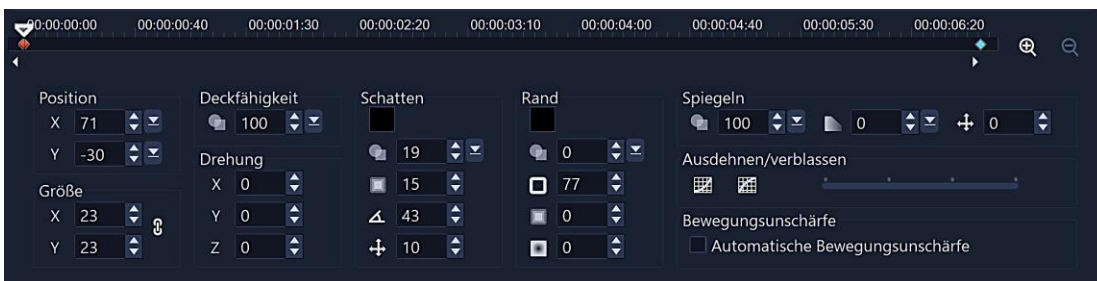 00:00:00:00 00:00:00:40 00:00:01:30 00:00:02:20 00:00:03:10 00:00:04:00 00:00:04:40 00:00:05:30 00:00:06:20
Position Deckfähigkeit Schatten Rand Spiegeln
X 71 100 100 0 0
Y -30 Drehung 19 0 Ausdehnen/verblassen
Größe X 0 15 77
X 23 Y 0 43 0 Bewegungsunschärfe
Y 23 Z 0 10 0 Automatische Bewegungsunschärfe